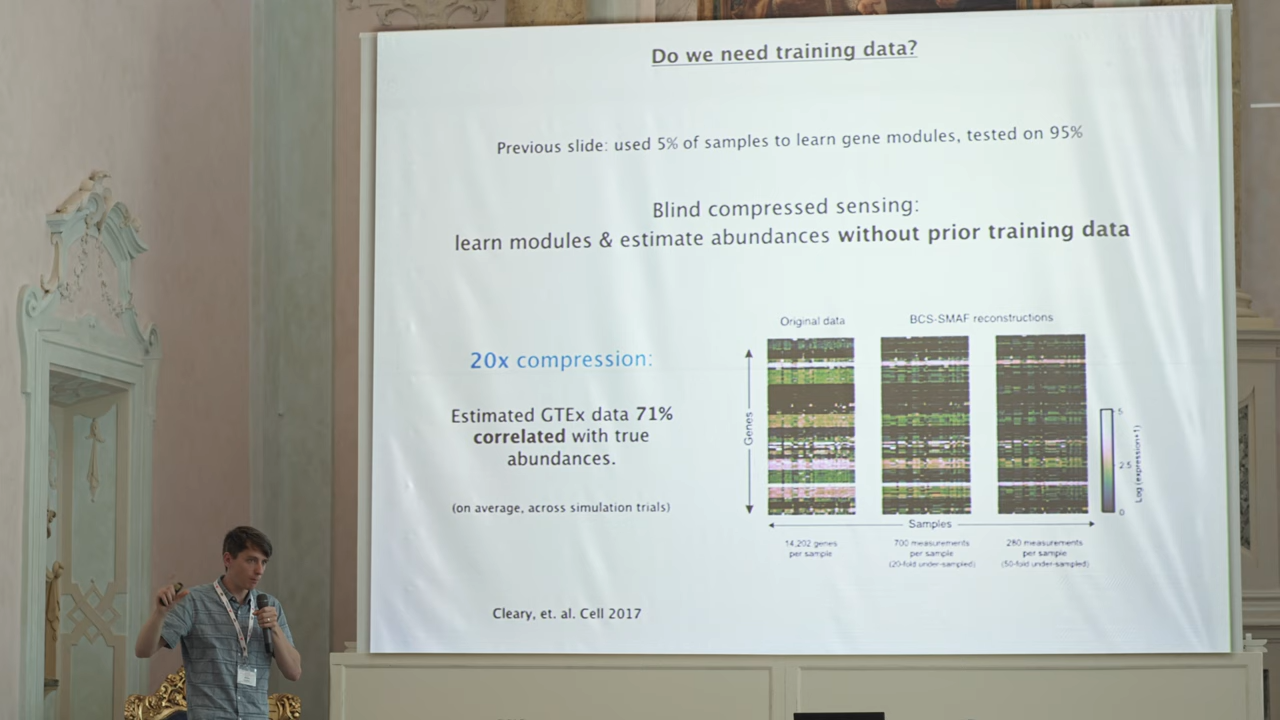 Do we need training data?
Previous slide: used 5% of samples to learn gene modules, tested on 95%
Blind compressed sensing:
learn modules & estimate abundances without prior training data
20x compression:
Estimated GTEx data 71%
correlated with true
abundances.
(on average, across simulation trials)
Original data
BCS-SMAF reconstructions
Genes
5
2.5
0
Log (expression+1)
Samples
14,202 genes
per sample
700 measurements
per sample
(20-fold under-sampled)
280 measurements
per sample
(50-fold under-sampled)
Cleary, et. al. Cell 2017